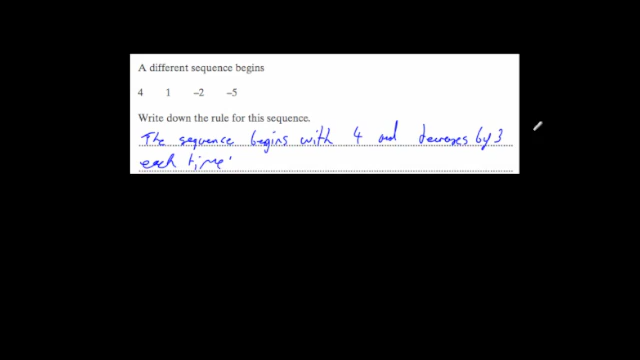 A different sequence begins
4 1 –2 –5
Write down the rule for this sequence.
The sequence begins with 4 and decreases by 3
each time.